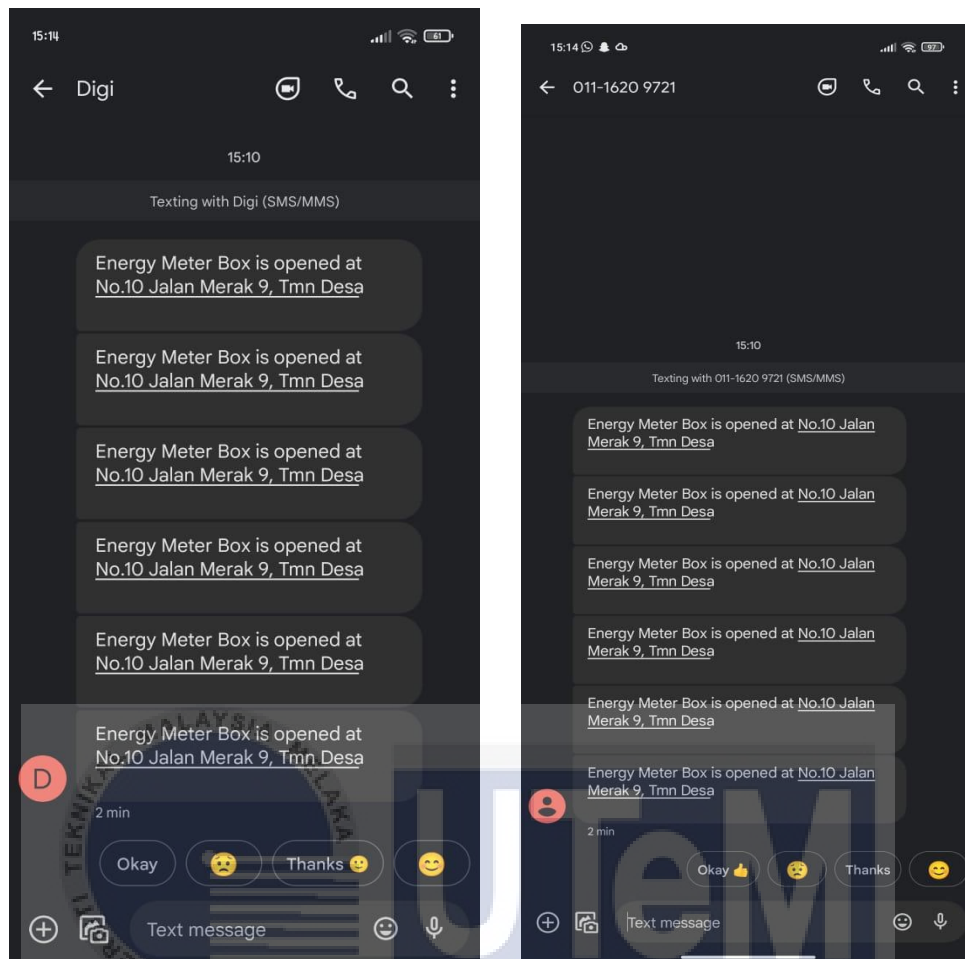 15:14
61
Digi
15:10
Texting with Digi (SMS/MMS)
Energy Meter Box is opened at
No.10 Jalan Merak 9, Tmn Desa
Energy Meter Box is opened at
No.10 Jalan Merak 9, Tmn Desa
Energy Meter Box is opened at
No.10 Jalan Merak 9, Tmn Desa
Energy Meter Box is opened at
No.10 Jalan Merak 9, Tmn Desa
Energy Meter Box is opened at
No.10 Jalan Merak 9, Tmn Desa
Energy Meter Box is opened at
No.10 Jalan Merak 9, Tmn Desa
D
2 min
Okay
Thanks
Text message
15:14
97
011-1620 9721
15:10
Texting with 011-1620 9721 (SMS/MMS)
Energy Meter Box is opened at No.10 Jalan
Merak 9, Tmn Desa
Energy Meter Box is opened at No.10 Jalan
Merak 9, Tmn Desa
Energy Meter Box is opened at No.10 Jalan
Merak 9, Tmn Desa
Energy Meter Box is opened at No.10 Jalan
Merak 9, Tmn Desa
Energy Meter Box is opened at No.10 Jalan
Merak 9, Tmn Desa
Energy Meter Box is opened at No.10 Jalan
Merak 9, Tmn Desa
2 min
Okay 👍
Thanks
Text message
TEKNIKAL MALAYSIA MELAKA
UTeM